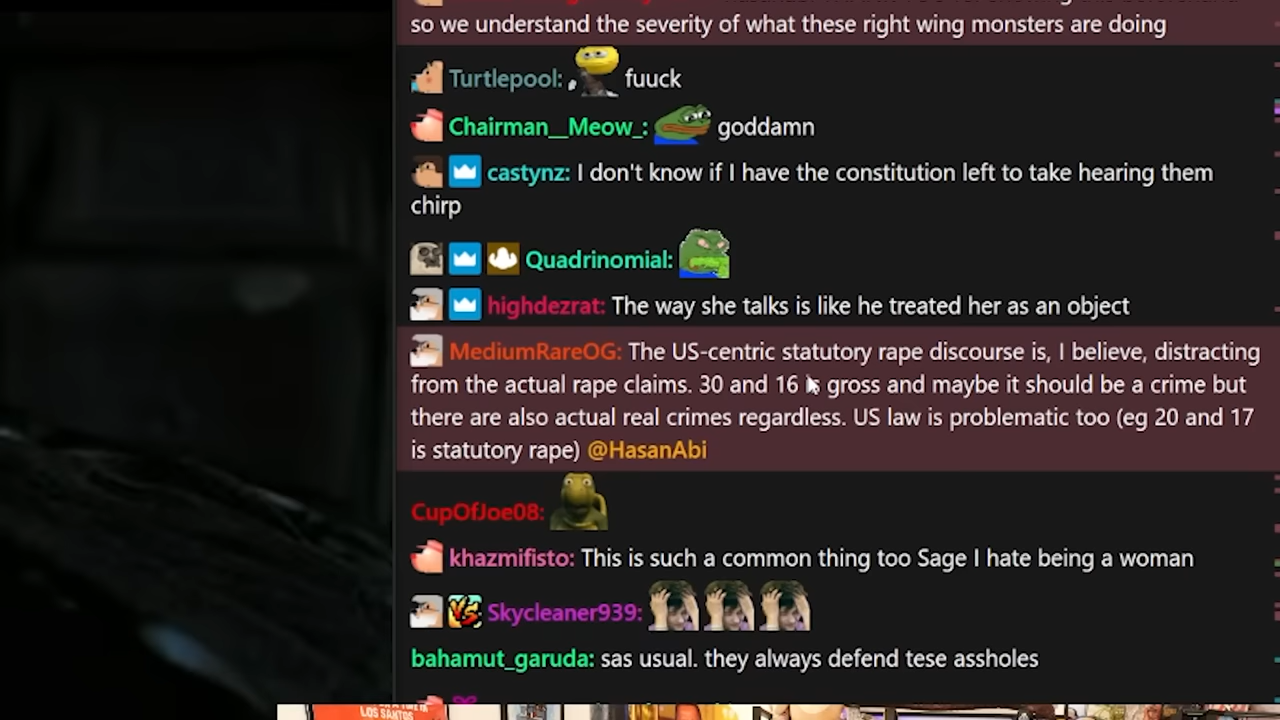 so we understand the severity of what these right wing monsters are doing
Turtlepool: fuuck
Chairman__Meow_: goddamn
castynz: I don't know if I have the constitution left to take hearing them
chirp
Quadrinomial:
highdezrat: The way she talks is like he treated her as an object
MediumRareOG: The US-centric statutory rape discourse is, I believe, distracting
from the actual rape claims. 30 and 16 is gross and maybe it should be a crime but
there are also actual real crimes regardless. US law is problematic too (eg 20 and 17
is statutory rape) @HasanAbi
CupOfJoe08:
khazmifisto: This is such a common thing too Sage I hate being a woman
VS Skycleaner939:
bahamut_garuda: sas usual. they always defend tese assholes
LOS SANTOS